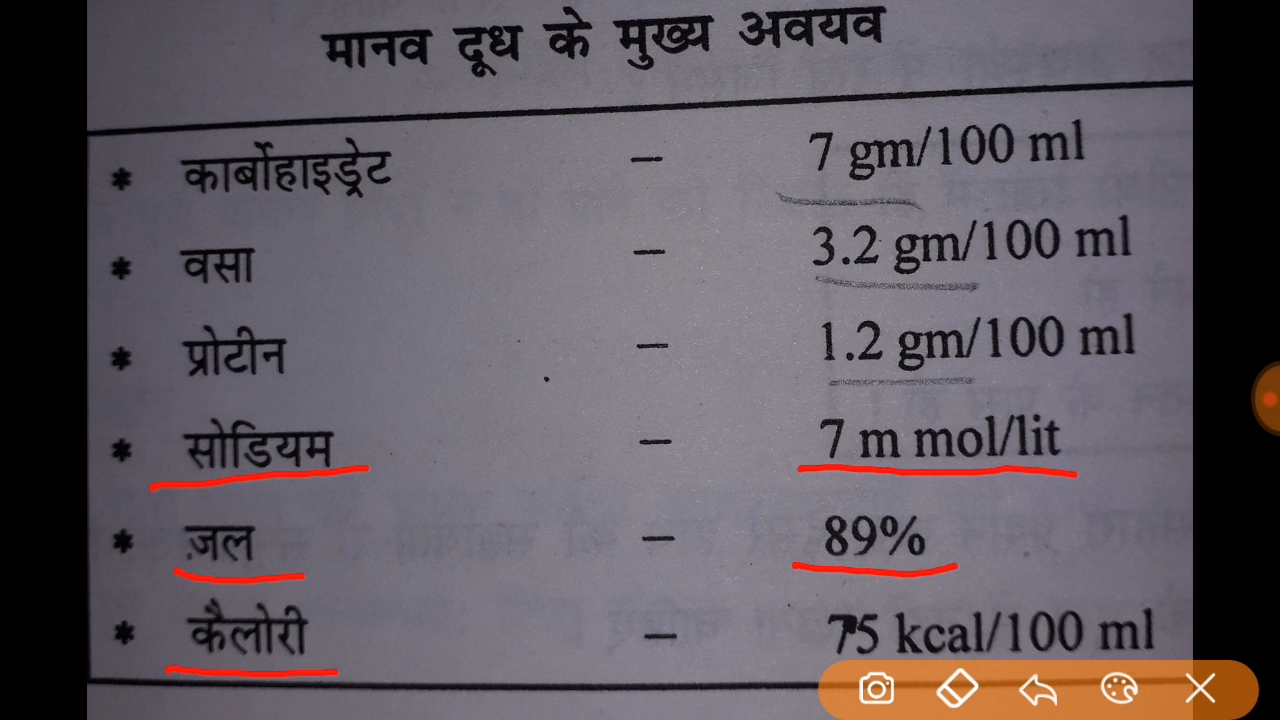 मानव दूध के मुख्य अवयव
* कार्बोहाइड्रेट – 7 gm/100 ml
* वसा – 3.2 gm/100 ml
* प्रोटीन – 1.2 gm/100 ml
* सोडियम – 7 m mol/lit
* जल – 89%
* कैलोरी – 75 kcal/100 ml